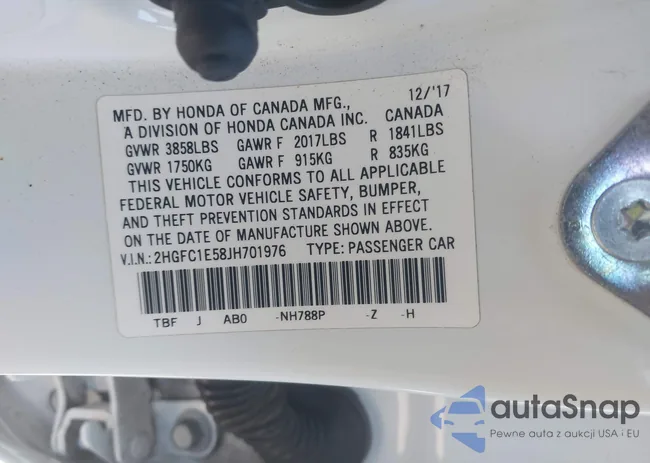 MFD. BY HONDA OF CANADA MFG., 12/'17
A DIVISION OF HONDA CANADA INC. CANADA
GVWR 3858LBS GAWR F 2017LBS R 1841LBS
GVWR 1750KG GAWR F 915KG R 835KG
THIS VEHICLE CONFORMS TO ALL APPLICABLE
FEDERAL MOTOR VEHICLE SAFETY, BUMPER,
AND THEFT PREVENTION STANDARDS IN EFFECT
ON THE DATE OF MANUFACTURE SHOWN ABOVE.
V.I.N.: 2HGFC1E58JH701976 TYPE: PASSENGER CAR
TBF J AB0 -NH788P -Z -H
autoSnap
Pewne auta z aukcji USA i EU